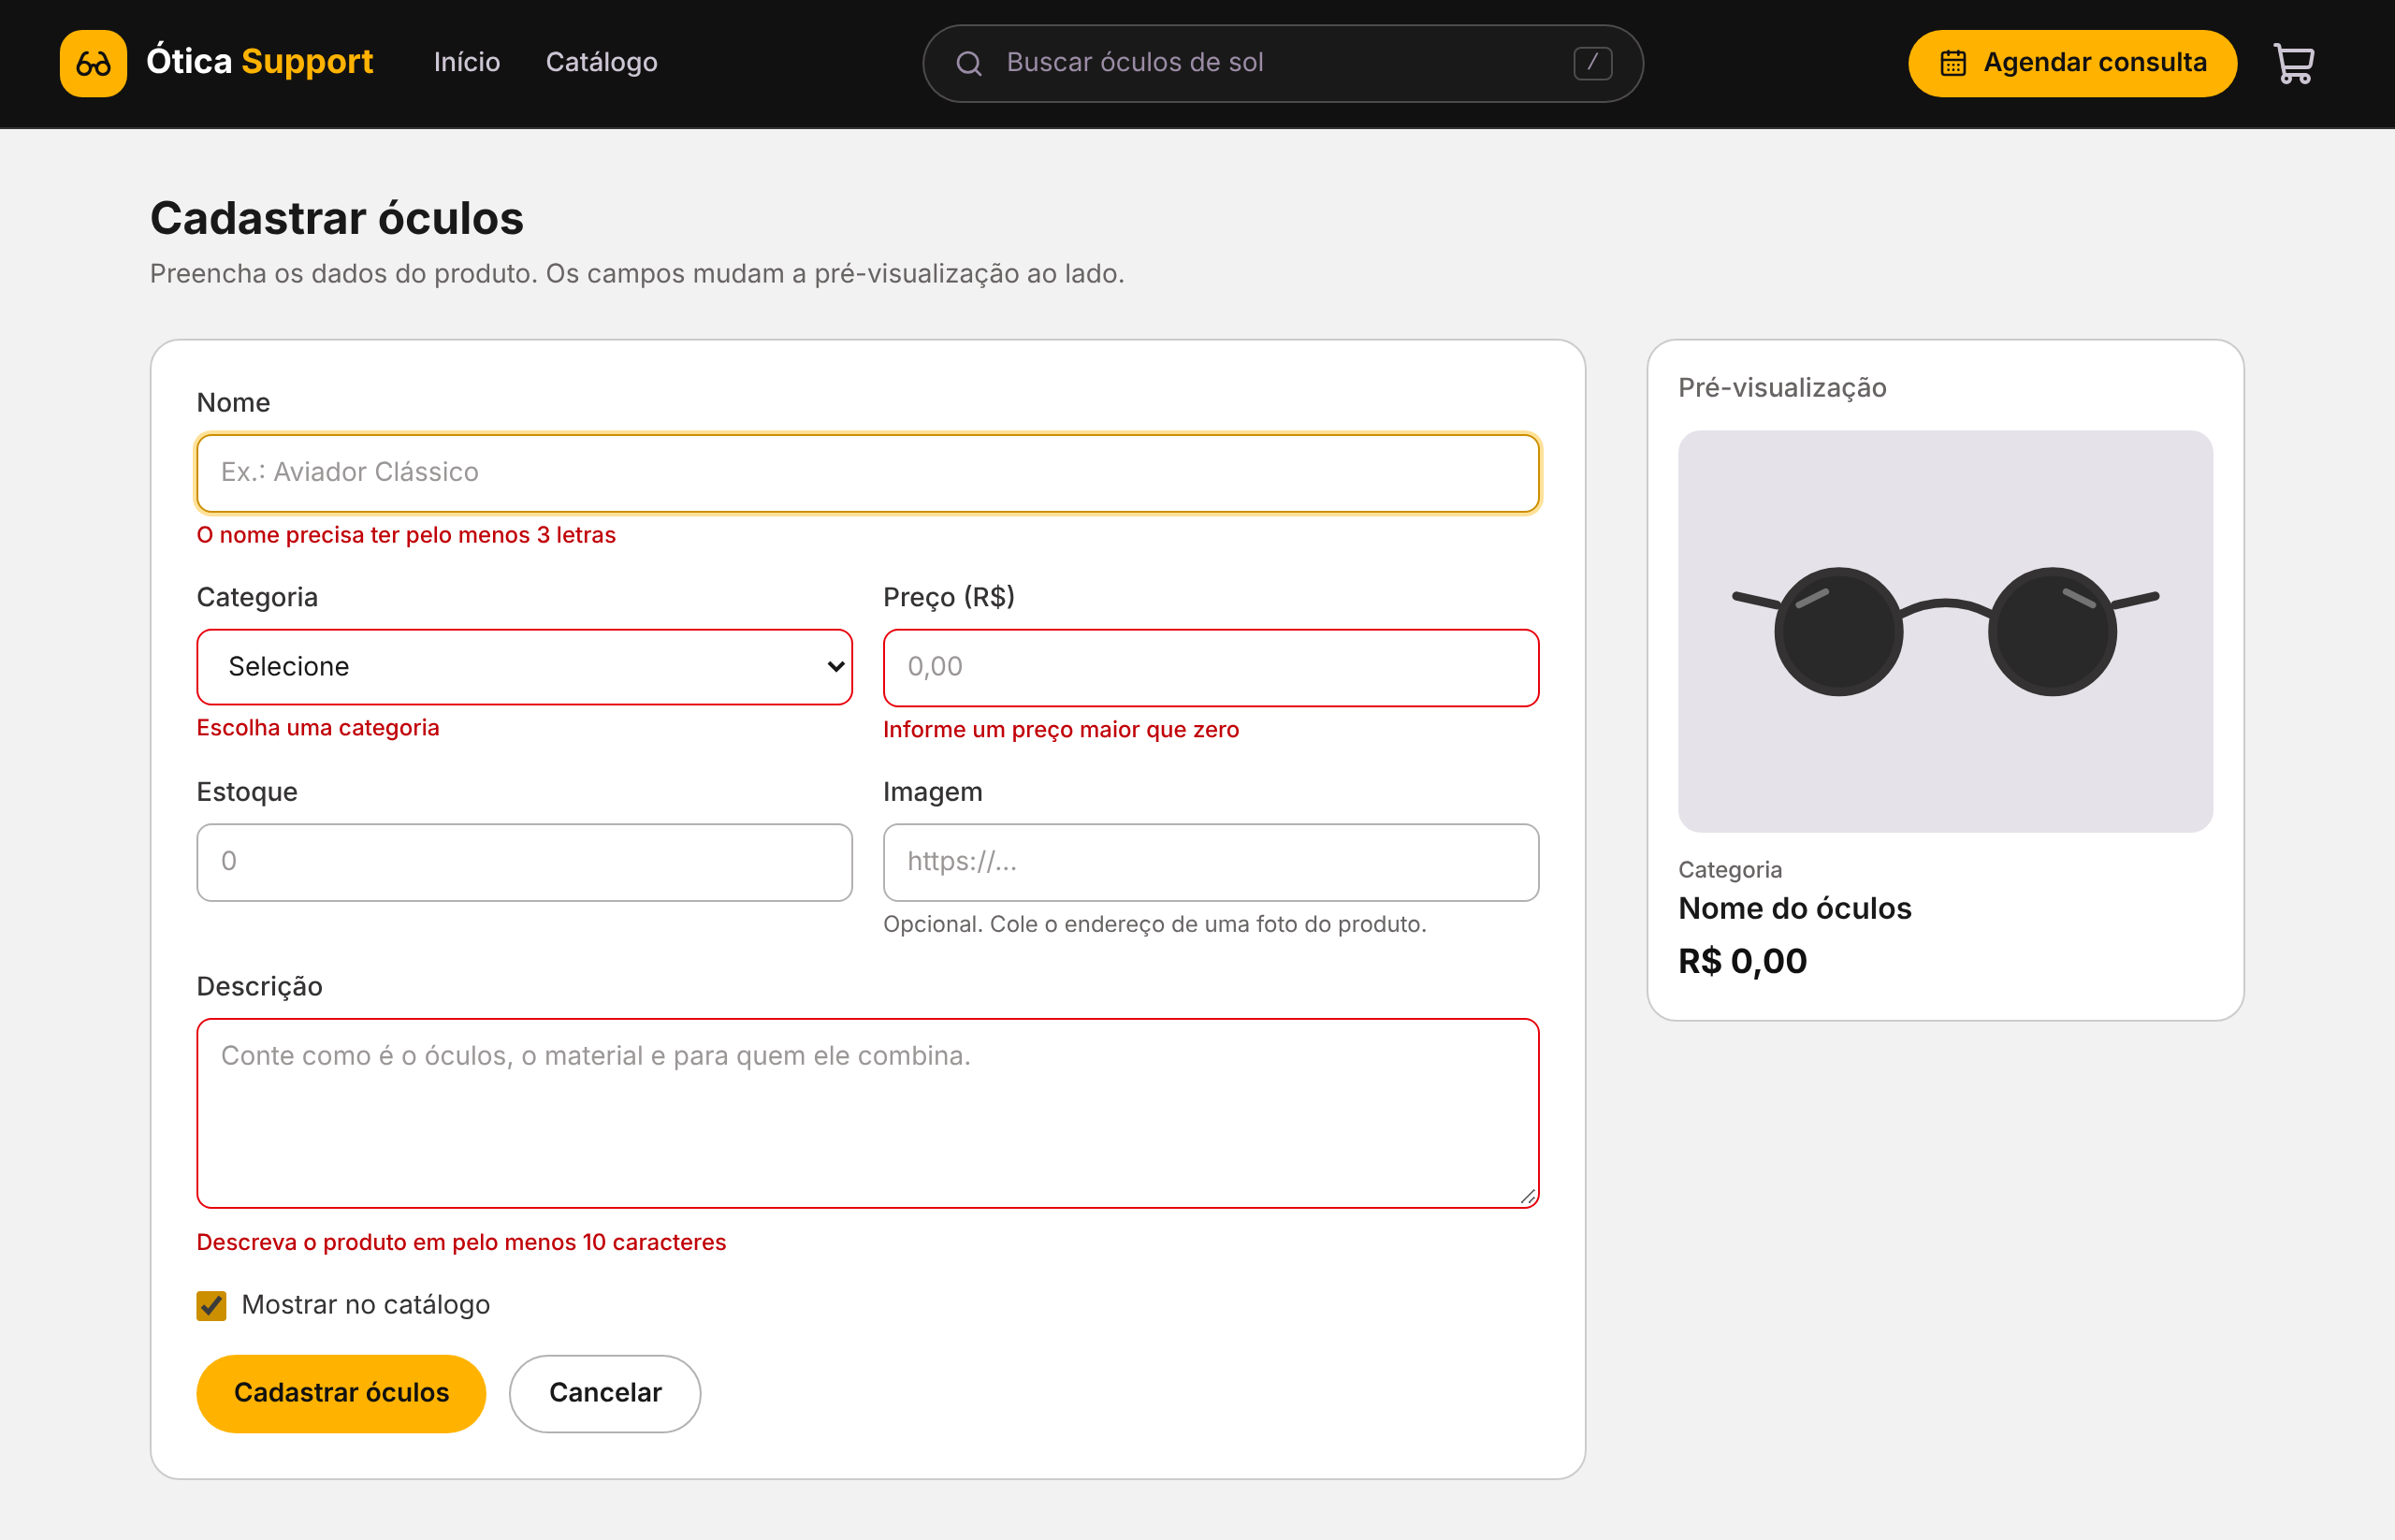 Ótica Support
Início
Catálogo
Buscar óculos de sol
/
Agendar consulta
Cadastrar óculos
Preencha os dados do produto. Os campos mudam a pré-visualização ao lado.
Nome
Ex.: Aviador Clássico
O nome precisa ter pelo menos 3 letras
Categoria
Selecione
Escolha uma categoria
Preço (R$)
0,00
Informe um preço maior que zero
Estoque
0
Imagem
https://...
Opcional. Cole o endereço de uma foto do produto.
Descrição
Conte como é o óculos, o material e para quem ele combina.
Descreva o produto em pelo menos 10 caracteres
Mostrar no catálogo
Cadastrar óculos
Cancelar
Pré-visualização
Categoria
Nome do óculos
R$ 0,00